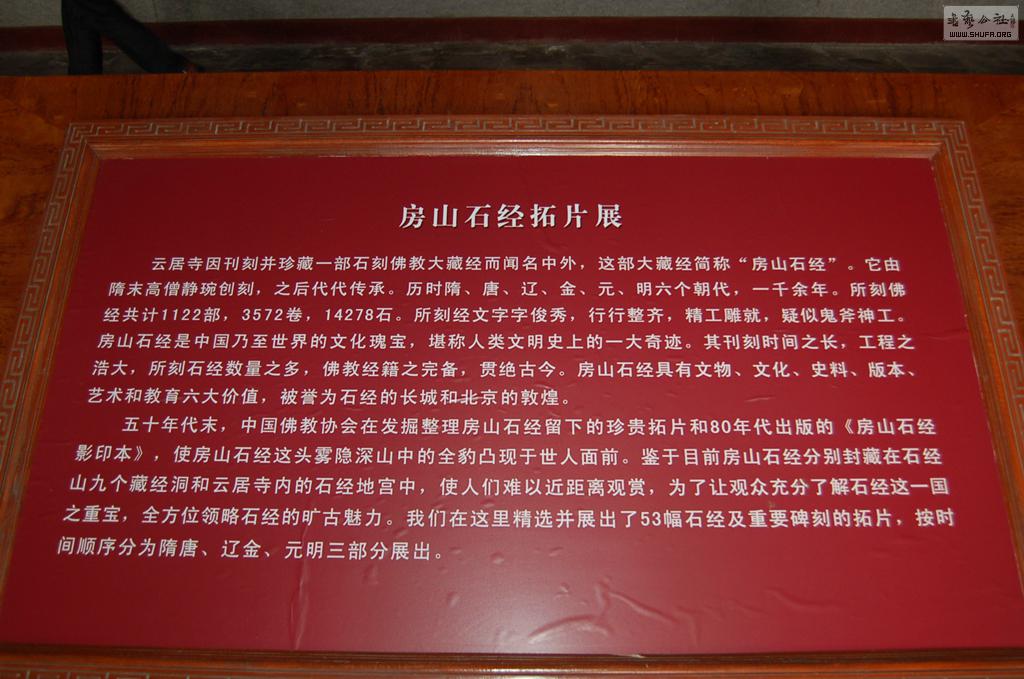 书艺公社
WWW.SHUFA.ORG
房山石经拓片展
云居寺因刊刻并珍藏一部石刻佛教大藏经而闻名中外，这部大藏经简称“房山石经”。它由
隋末高僧静琬创刻，之后代代传承。历时隋、唐、辽、金、元、明六个朝代，一千余年。所刻佛
经共计1122部，3572卷，14278石。所刻经文字字俊秀，行行整齐，精工雕就，疑似鬼斧神工。
房山石经是中国乃至世界的文化瑰宝，堪称人类文明史上的一大奇迹。其刊刻时间之长，工程之
浩大，所刻石经数量之多，佛教经籍之完备，贯绝古今。房山石经具有文物、文化、史料、版本、
艺术和教育六大价值，被誉为石经的长城和北京的敦煌。
五十年代末，中国佛教协会在发掘整理房山石经留下的珍贵拓片和80年代出版的《房山石经
影印本》，使房山石经这头雾隐深山中的全豹凸现于世人面前。鉴于目前房山石经分别封藏在石经
山九个藏经洞和云居寺内的石经地宫中，使人们难以近距离观赏，为了让观众充分了解石经这一国
之重宝，全方位领略石经的旷古魅力。我们在这里精选并展出了53幅石经及重要碑刻的拓片，按时
间顺序分为隋唐、辽金、元明三部分展出。